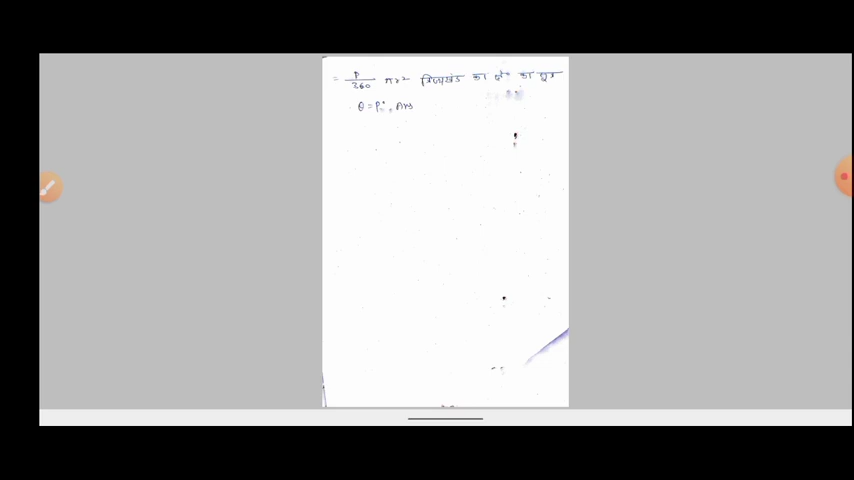 = P/360 πr² त्रिज्यखंड का क्षे० का सूत्र
θ = P°. Ans